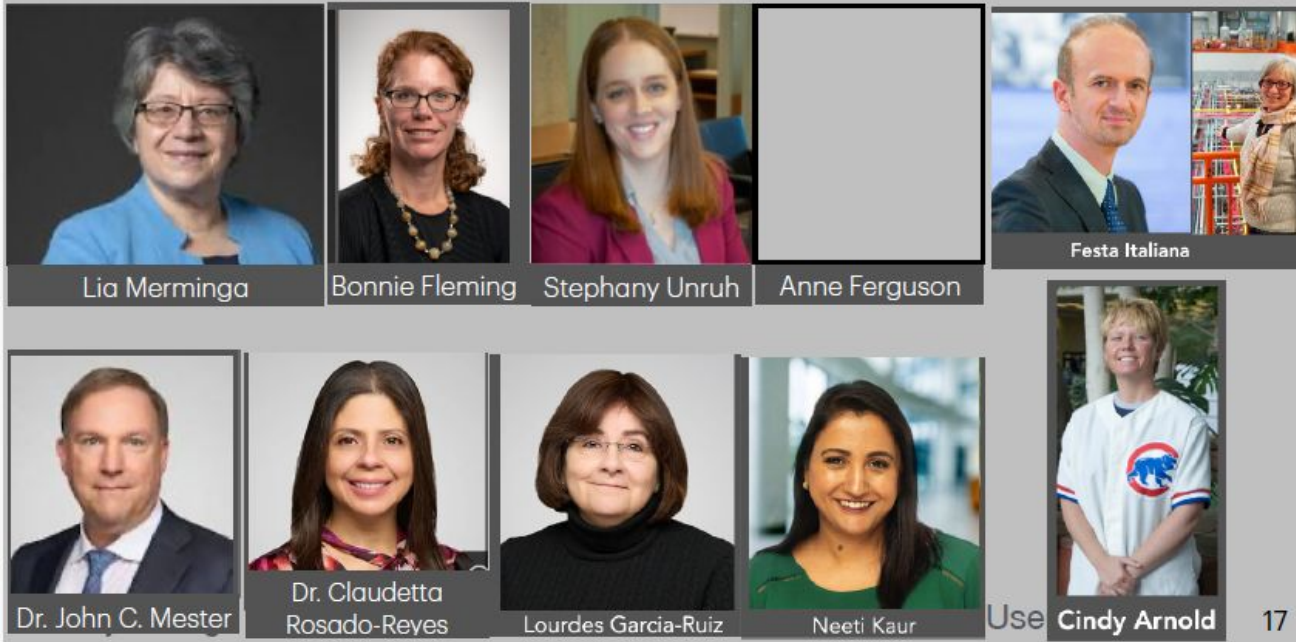 Lia Merminga
Bonnie Fleming
Stephany Unruh
Anne Ferguson
Festa Italiana
Dr. John C. Mester
Dr. Claudetta
Rosado-Reyes
Lourdes Garcia-Ruiz
Neeti Kaur
Use
Cindy Arnold
17